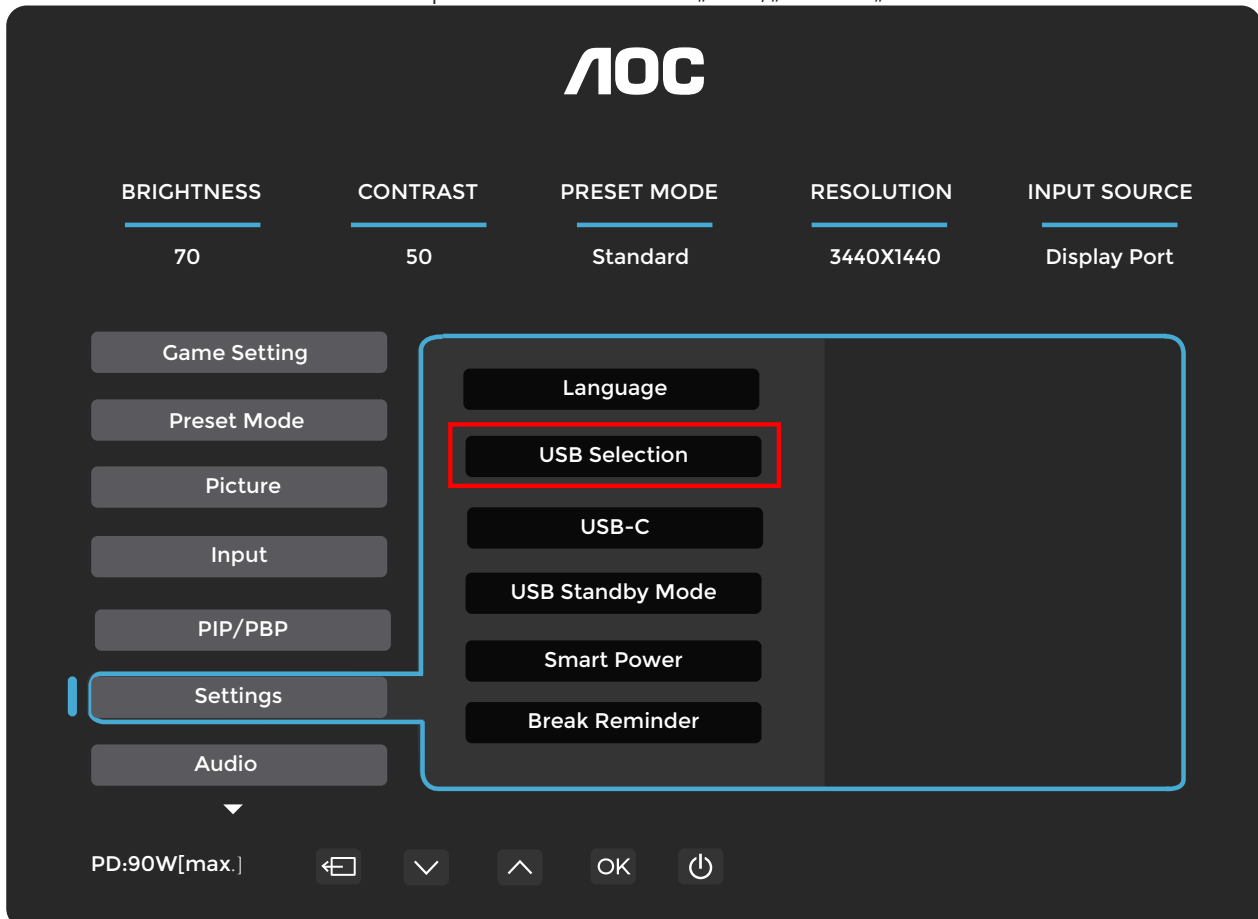 AOC
BRIGHTNESS CONTRAST PRESET MODE RESOLUTION INPUT SOURCE
70 50 Standard 3440X1440 Display Port
Game Setting
Preset Mode
Picture
Input
PIP/PBP
Settings
Audio
Language
USB Selection
USB-C
USB Standby Mode
Smart Power
Break Reminder
PD:90W[max.]
OK